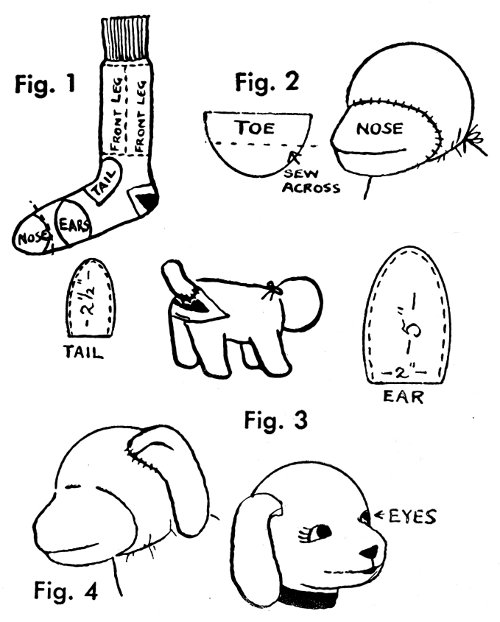 Fig. 1
FRONT LEG
FRONT LEG
TAIL
NOSE
EARS
Fig. 2
TOE
SEW
ACROSS
NOSE
2½"
TAIL
5"
2"
EAR
Fig. 3
Fig. 4
EYES